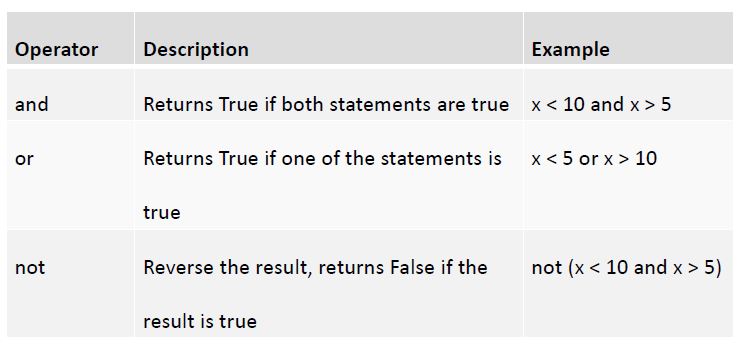 Operator Description Example
and Returns True if both statements are true x < 10 and x > 5
or Returns True if one of the statements is x < 5 or x > 10
true
not Reverse the result, returns False if the not (x < 10 and x > 5)
result is true